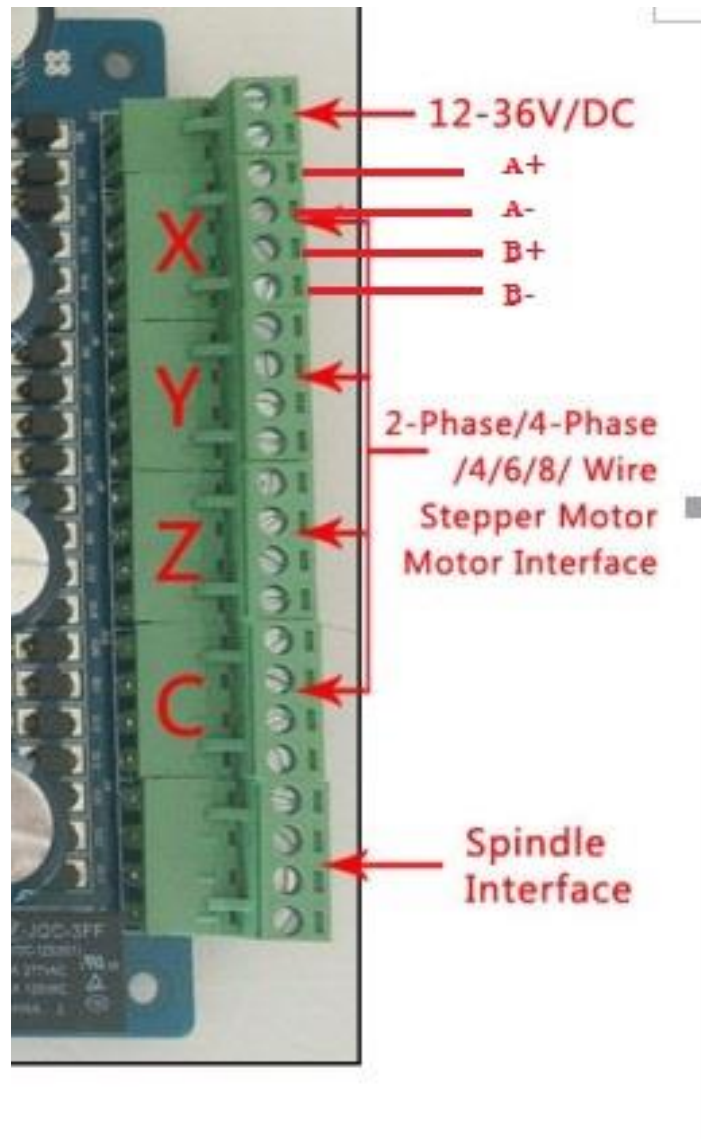 12-36V/DC
A+
A-
B+
B-
X
Y
2-Phase/4-Phase
/4/6/8/ Wire
Stepper Motor
Motor Interface
Z
C
Spindle
Interface